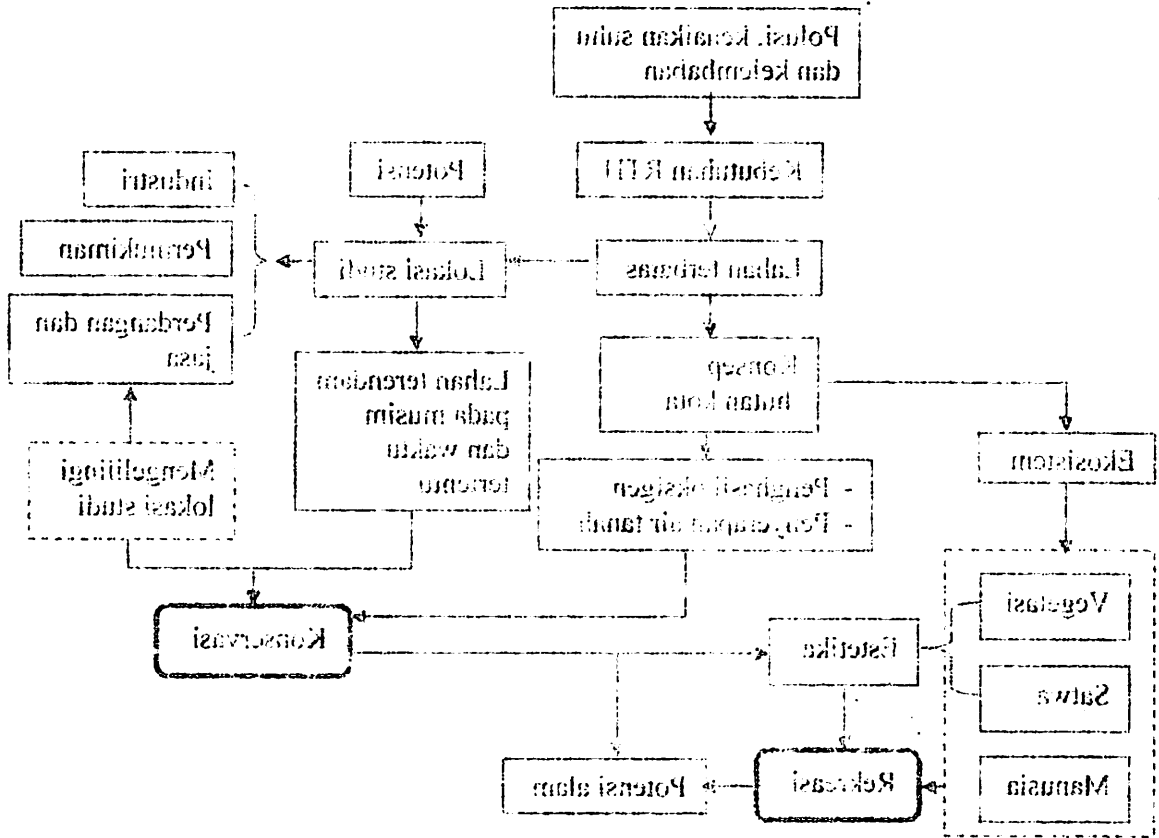 Polusi, kenaikan suhu
dan kelembaban
Kebutuhan RTH
Potensi
Industri
Permukiman
Lahan terbatas
Lokasi studi
Perdangan dan
jasa
Konsep
hutan kota
Lahan terendam
pada musim
dan waktu
tertentu
Ekosistem
Mengelilingi
lokasi studi
- Penghasil oksigen
- Penyerapan air tanah
Vegetasi
Konservasi
Estetika
Satwa
Manusia
Rekreasi
Potensi alam